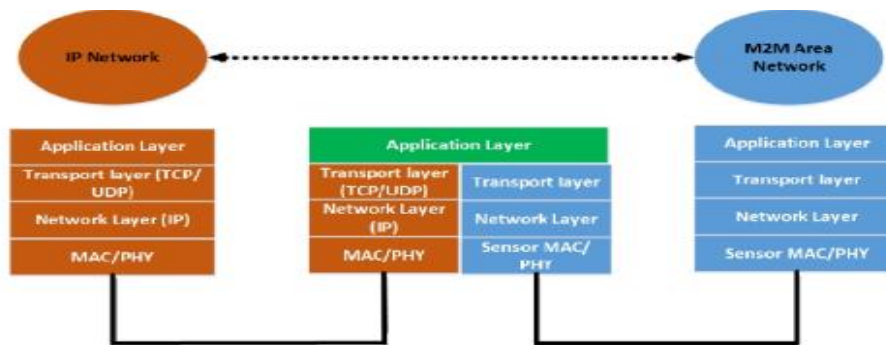 IP Network
M2M Area
Network
Application Layer
Transport layer (TCP/
UDP)
Network Layer (IP)
MAC/PHY
Application Layer
Transport layer
(TCP/UDP)
Network Layer
(IP)
MAC/PHY
Transport layer
Network Layer
Sensor MAC/
PHY
Application Layer
Transport layer
Network Layer
Sensor MAC/PHY